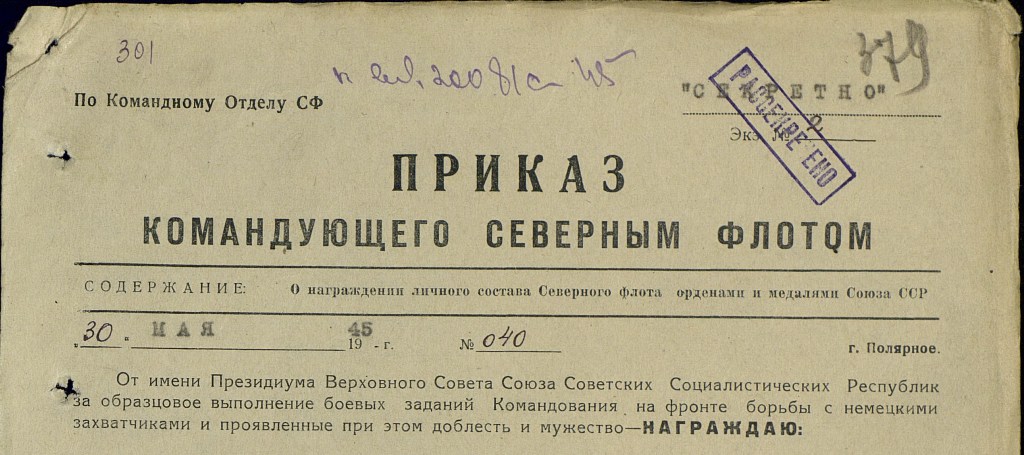 301
379
По Командному Отделу СФ
"СЕКРЕТНО"
РАССЕКРЕЧЕНО
Экз. № 2
ПРИКАЗ
КОМАНДУЮЩЕГО СЕВЕРНЫМ ФЛОТОМ
СОДЕРЖАНИЕ: О награждении личного состава Северного флота орденами и медалями Союза ССР
„30" МАЯ 1945 - г. № 040 г. Полярное.
От имени Президиума Верховного Совета Союза Советских Социалистических Республик
за образцовое выполнение боевых заданий Командования на фронте борьбы с немецкими
захватчиками и проявленные при этом доблесть и мужество—НАГРАЖДАЮ: